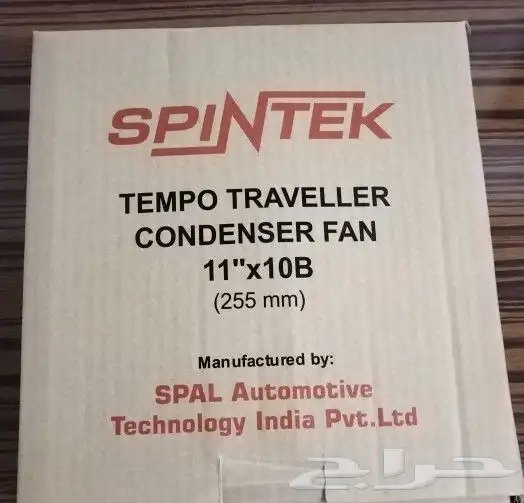 SPINTEK
TEMPO TRAVELLER
CONDENSER FAN
11"x10B
(255 mm)
Manufactured by:
SPAL Automotive
Technology India Pvt.Ltd
حراج